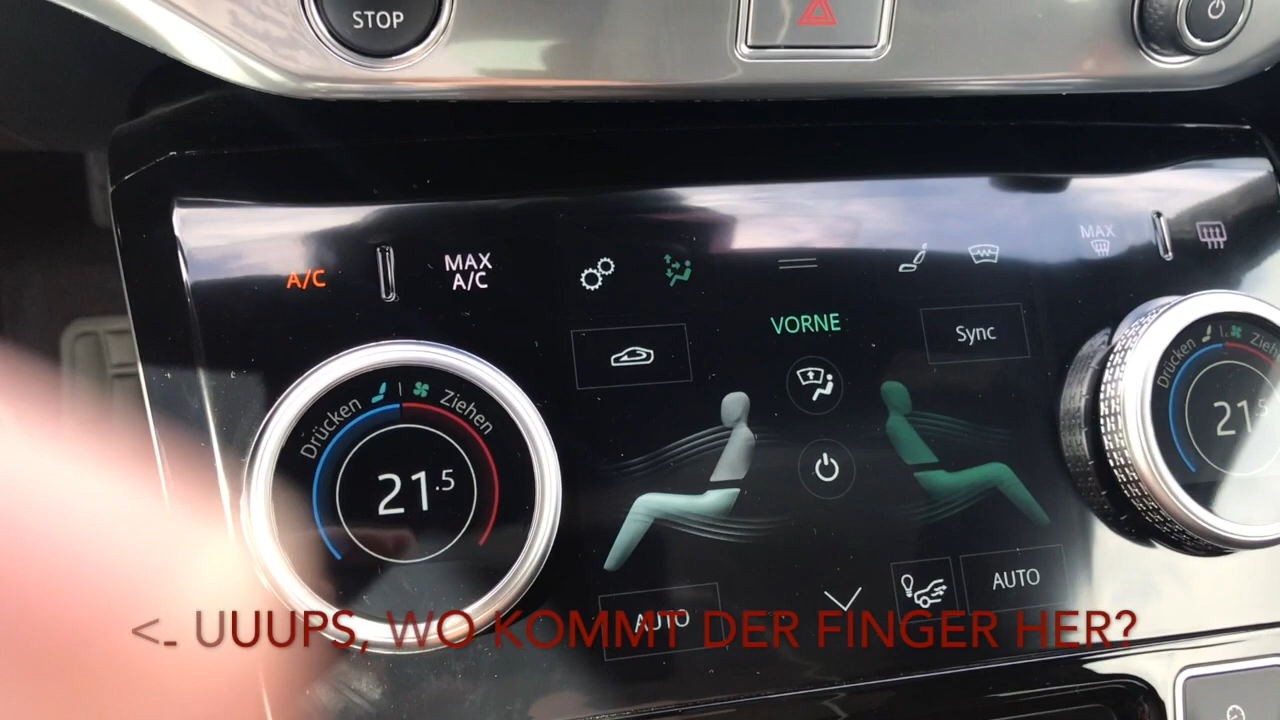 STOP
A/C
MAX
A/C
MAX
VORNE
Sync
Drücken | Ziehen
21.5
Drücken | Ziehen
21.5
AUTO
AUTO
<- UUUPS, WO KOMMT DER FINGER HER?